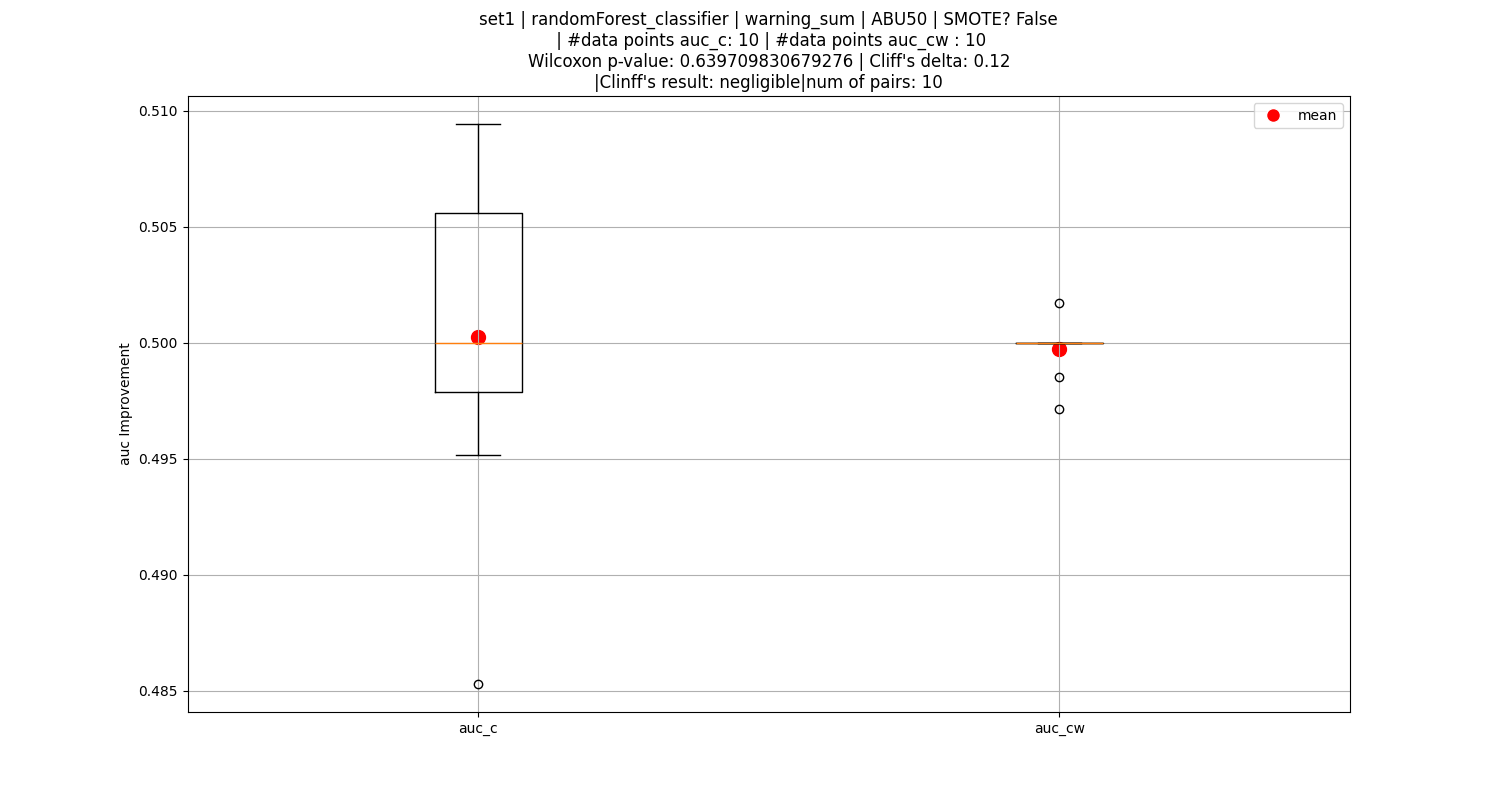 set1 | randomForest_classifier | warning_sum | ABU50 | SMOTE? False
| #data points auc_c: 10 | #data points auc_cw : 10
Wilcoxon p-value: 0.639709830679276 | Cliff's delta: 0.12
|Clinff's result: negligible|num of pairs: 10
mean
0.510
0.505
0.500
0.495
0.490
0.485
auc Improvement
auc_c
auc_cw